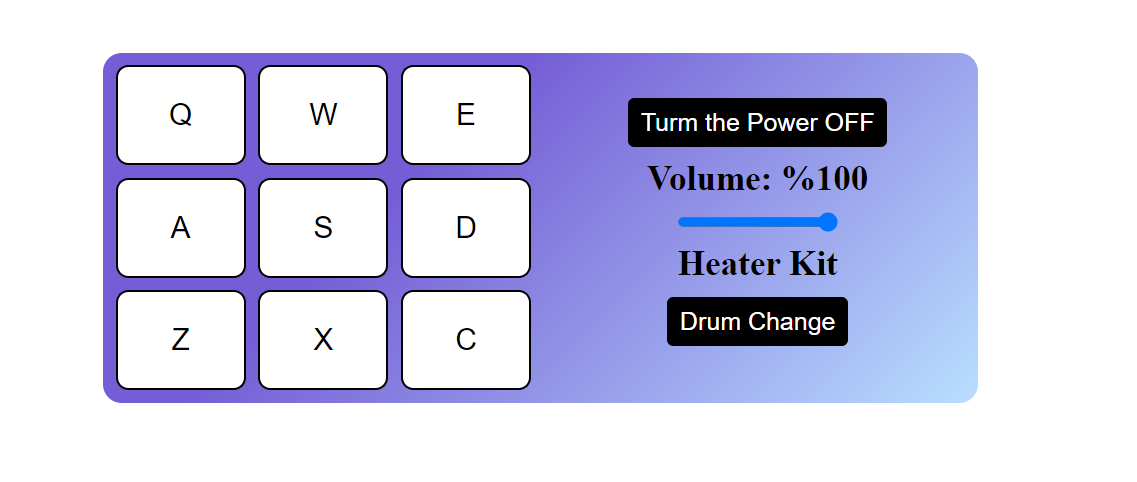 Q W E
A S D
Z X C
Turm the Power OFF
Volume: %100
Heater Kit
Drum Change